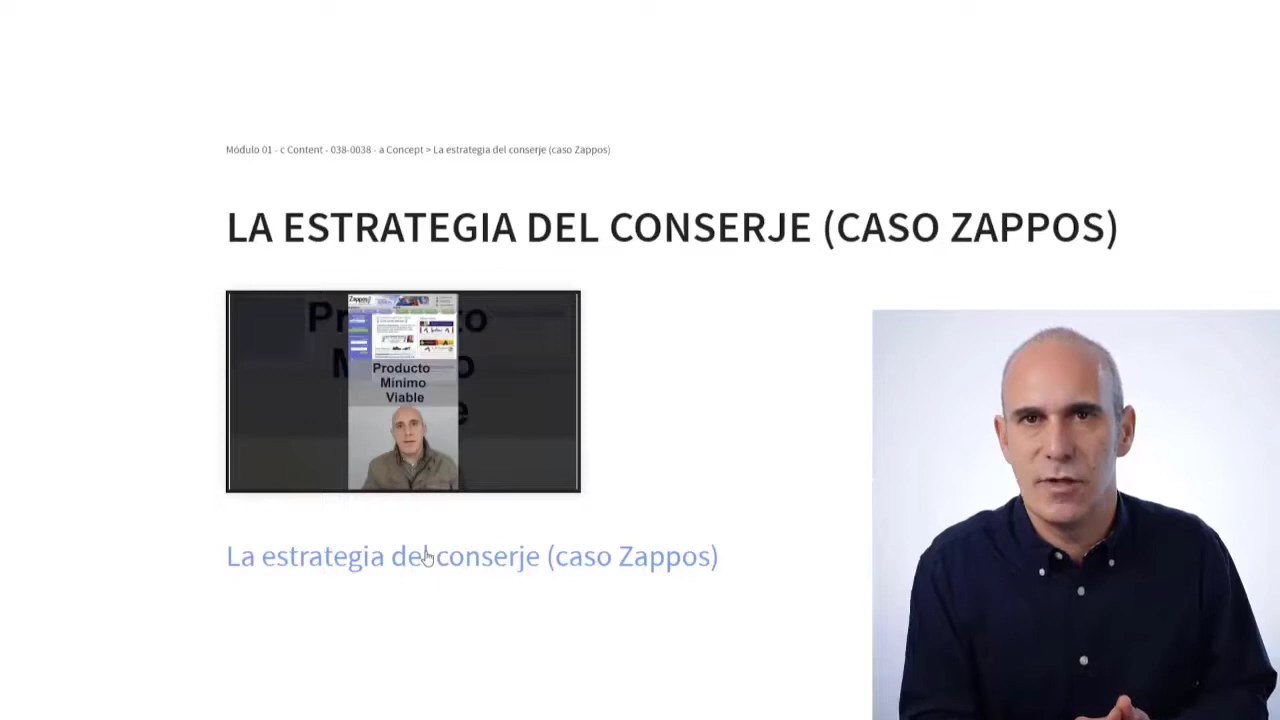 Módulo 01 - c Content - 038-0038 - a Concept > La estrategia del conserje (caso Zappos)
LA ESTRATEGIA DEL CONSERJE (CASO ZAPPOS)
Zappos
Producto
Mínimo
Viable
La estrategia del conserje (caso Zappos)